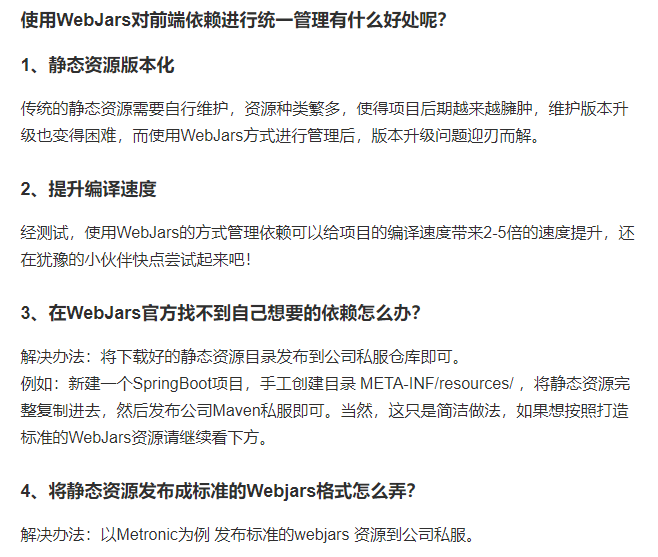 使用WebJars对前端依赖进行统一管理有什么好处呢？
1、静态资源版本化
传统的静态资源需要自行维护，资源种类繁多，使得项目后期越来越臃肿，维护版本升
级也变得困难，而使用WebJars方式进行管理后，版本升级问题迎刃而解。
2、提升编译速度
经测试，使用WebJars的方式管理依赖可以给项目的编译速度带来2-5倍的速度提升，还
在犹豫的小伙伴快点尝试起来吧！
3、在WebJars官方找不到自己想要的依赖怎么办？
解决办法：将下载好的静态资源目录发布到公司私服仓库即可。
例如：新建一个SpringBoot项目，手工创建目录 META-INF/resources/ ，将静态资源完
整复制进去，然后发布公司Maven私服即可。当然，这只是简洁做法，如果想按照打造
标准的WebJars资源请继续看下方。
4、将静态资源发布成标准的Webjars格式怎么弄？
解决办法：以Metronic为例 发布标准的webjars 资源到公司私服。